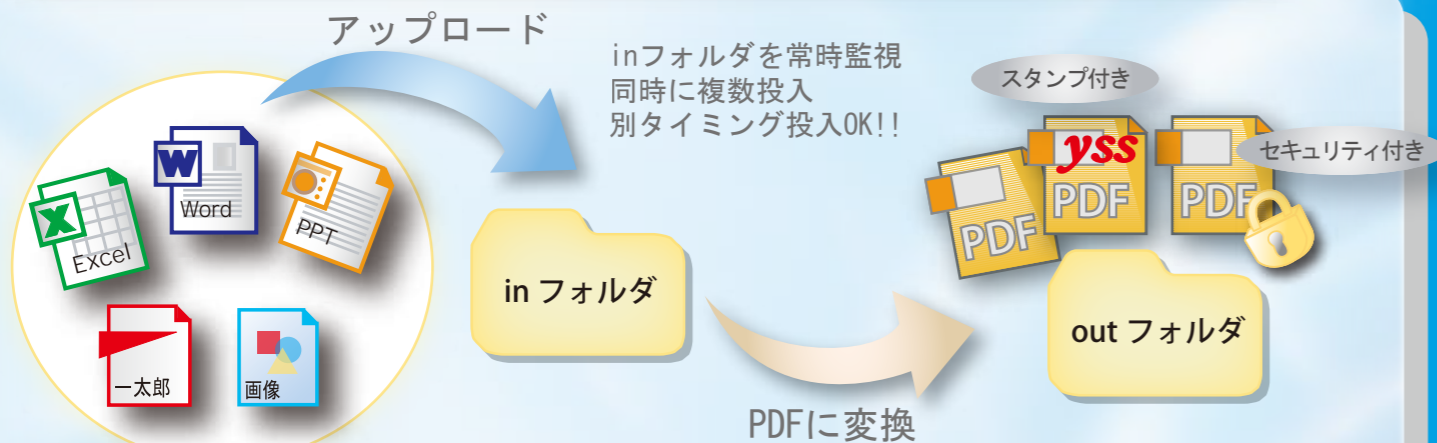 アップロード
inフォルダを常時監視
同時に複数投入
別タイミング投入OK!!
スタンプ付き
セキュリティ付き
X
Excel
W
Word
PPT
一太郎
画像
in フォルダ
PDFに変換
PDF
yss
PDF
PDF
out フォルダ